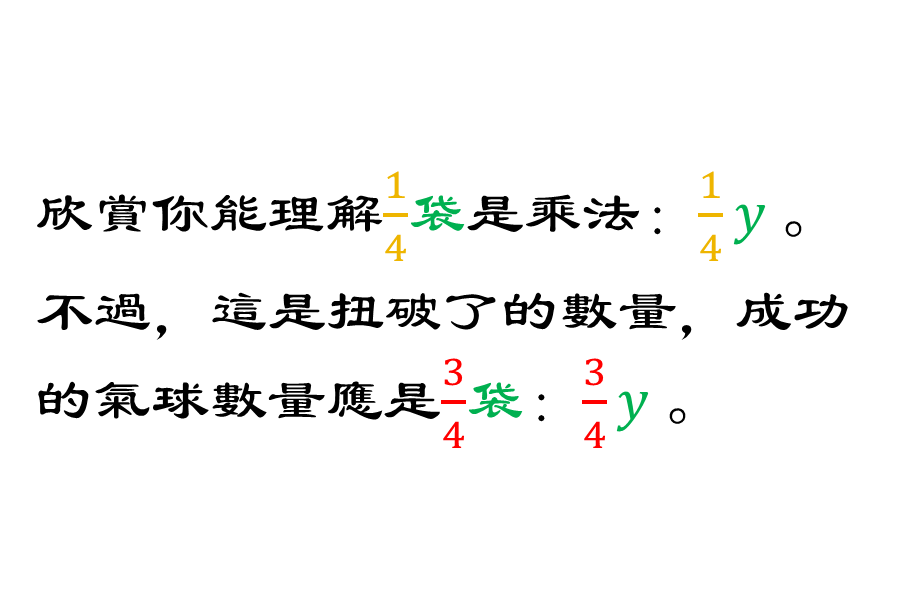 欣賞你能理解1/4袋是乘法：1/4 y。
不過，這是扭破了的數量，成功
的氣球數量應是3/4袋：3/4 y。